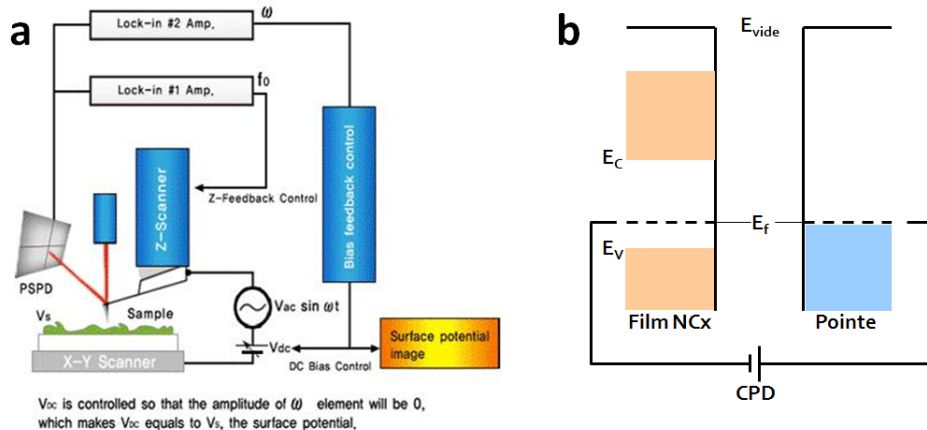 a
Lock-in #2 Amp.
ω
Lock-in #1 Amp.
f0
Z-Scanner
Z-Feedback Control
Bias feedback control
PSPD
Vs
Sample
Vac sin ωt
X-Y Scanner
Vdc
DC Bias Control
Surface potential
image
VDC is controlled so that the amplitude of ω element will be 0,
which makes VDC equals to Vs, the surface potential.
b
Evide
EC
Ef
EV
Film NCx
Pointe
CPD